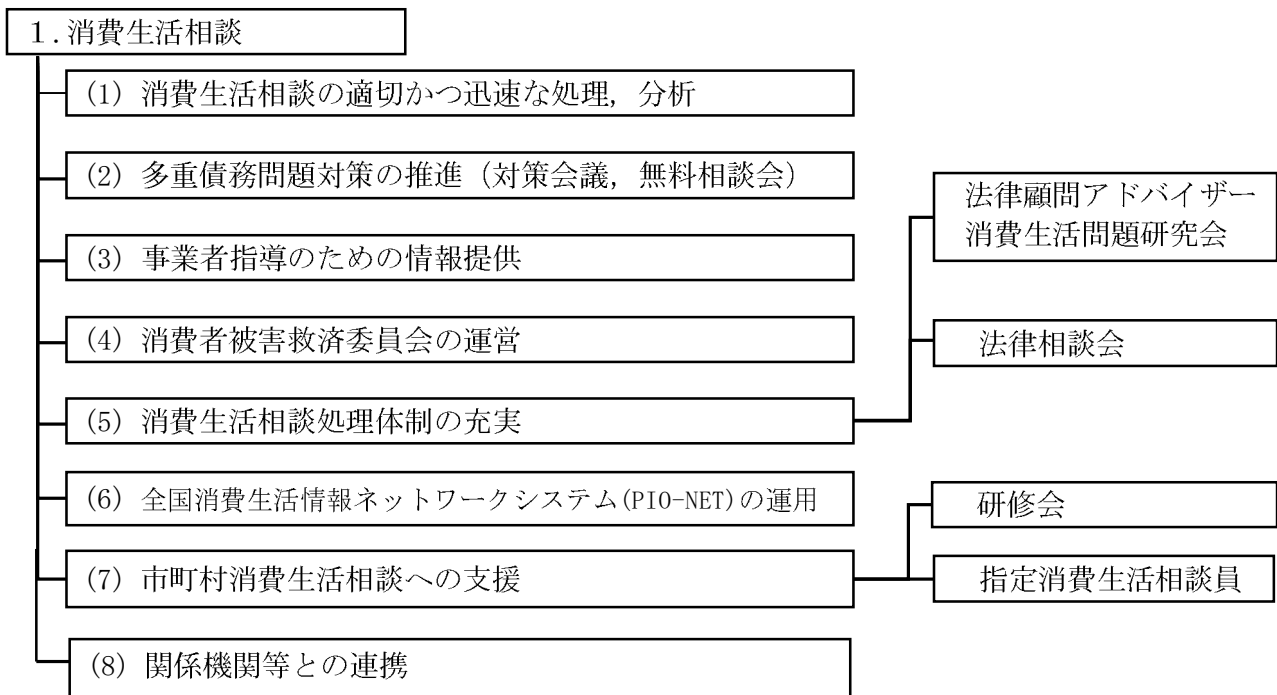 １.消費生活相談
(1) 消費生活相談の適切かつ迅速な処理，分析
(2) 多重債務問題対策の推進（対策会議，無料相談会）
(3) 事業者指導のための情報提供
(4) 消費者被害救済委員会の運営
(5) 消費生活相談処理体制の充実
法律顧問アドバイザー
消費生活問題研究会
法律相談会
(6) 全国消費生活情報ネットワークシステム(PIO-NET)の運用
(7) 市町村消費生活相談への支援
研修会
指定消費生活相談員
(8) 関係機関等との連携